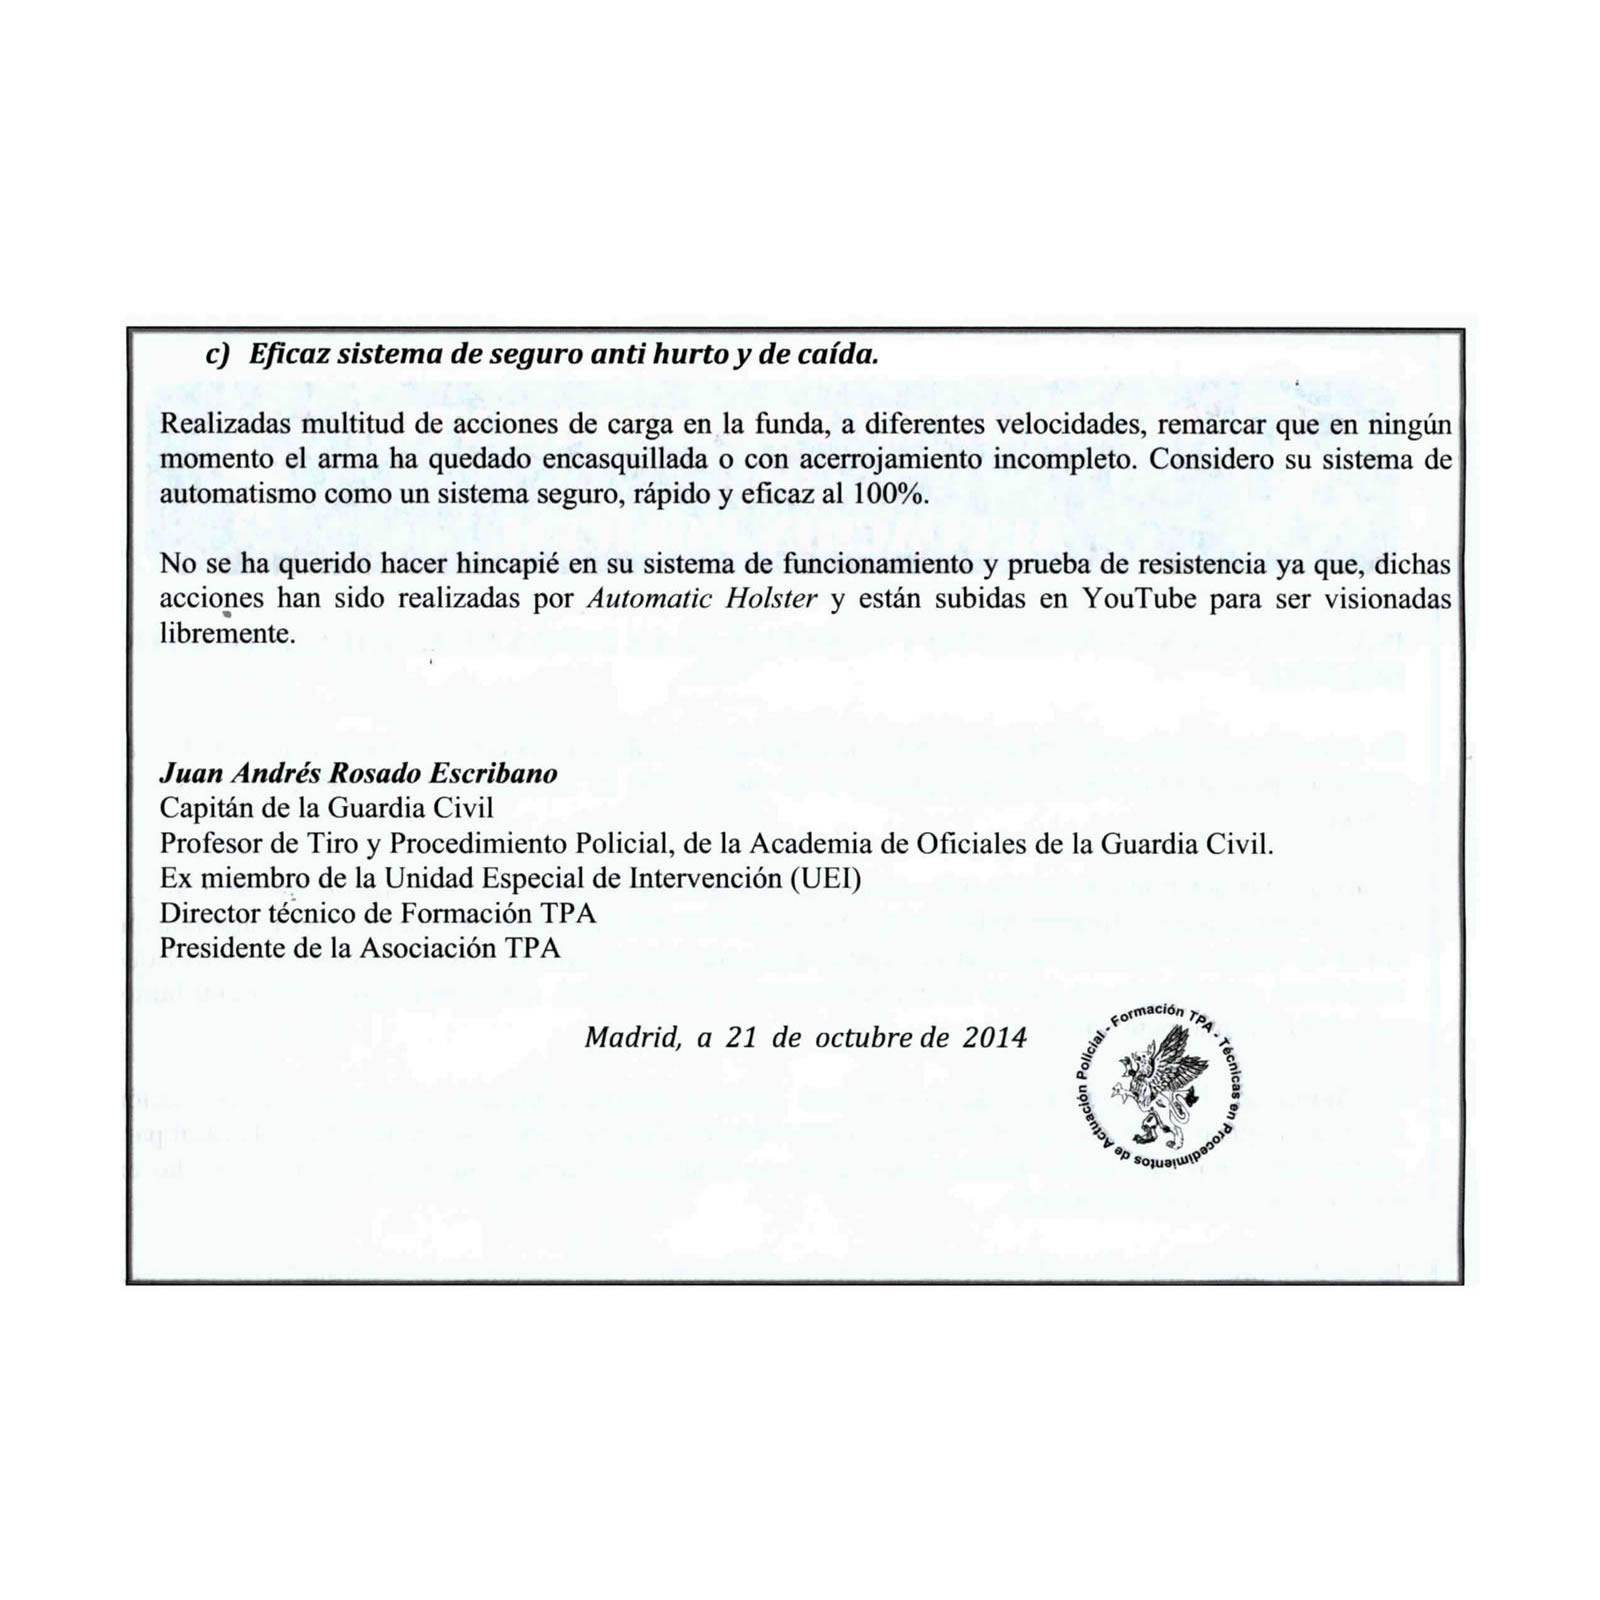 c) Eficaz sistema de seguro anti hurto y de caída.
Realizadas multitud de acciones de carga en la funda, a diferentes velocidades, remarcar que en ningún
momento el arma ha quedado encasquillada o con acerrojamiento incompleto. Considero su sistema de
automatismo como un sistema seguro, rápido y eficaz al 100%.
No se ha querido hacer hincapié en su sistema de funcionamiento y prueba de resistencia ya que, dichas
acciones han sido realizadas por Automatic Holster y están subidas en YouTube para ser visionadas
libremente.
Juan Andrés Rosado Escribano
Capitán de la Guardia Civil
Profesor de Tiro y Procedimiento Policial, de la Academia de Oficiales de la Guardia Civil.
Ex miembro de la Unidad Especial de Intervención (UEI)
Director técnico de Formación TPA
Presidente de la Asociación TPA
Madrid, a 21 de octubre de 2014
Formación TPA - Técnicas en Procedimientos de Actuación Policial -